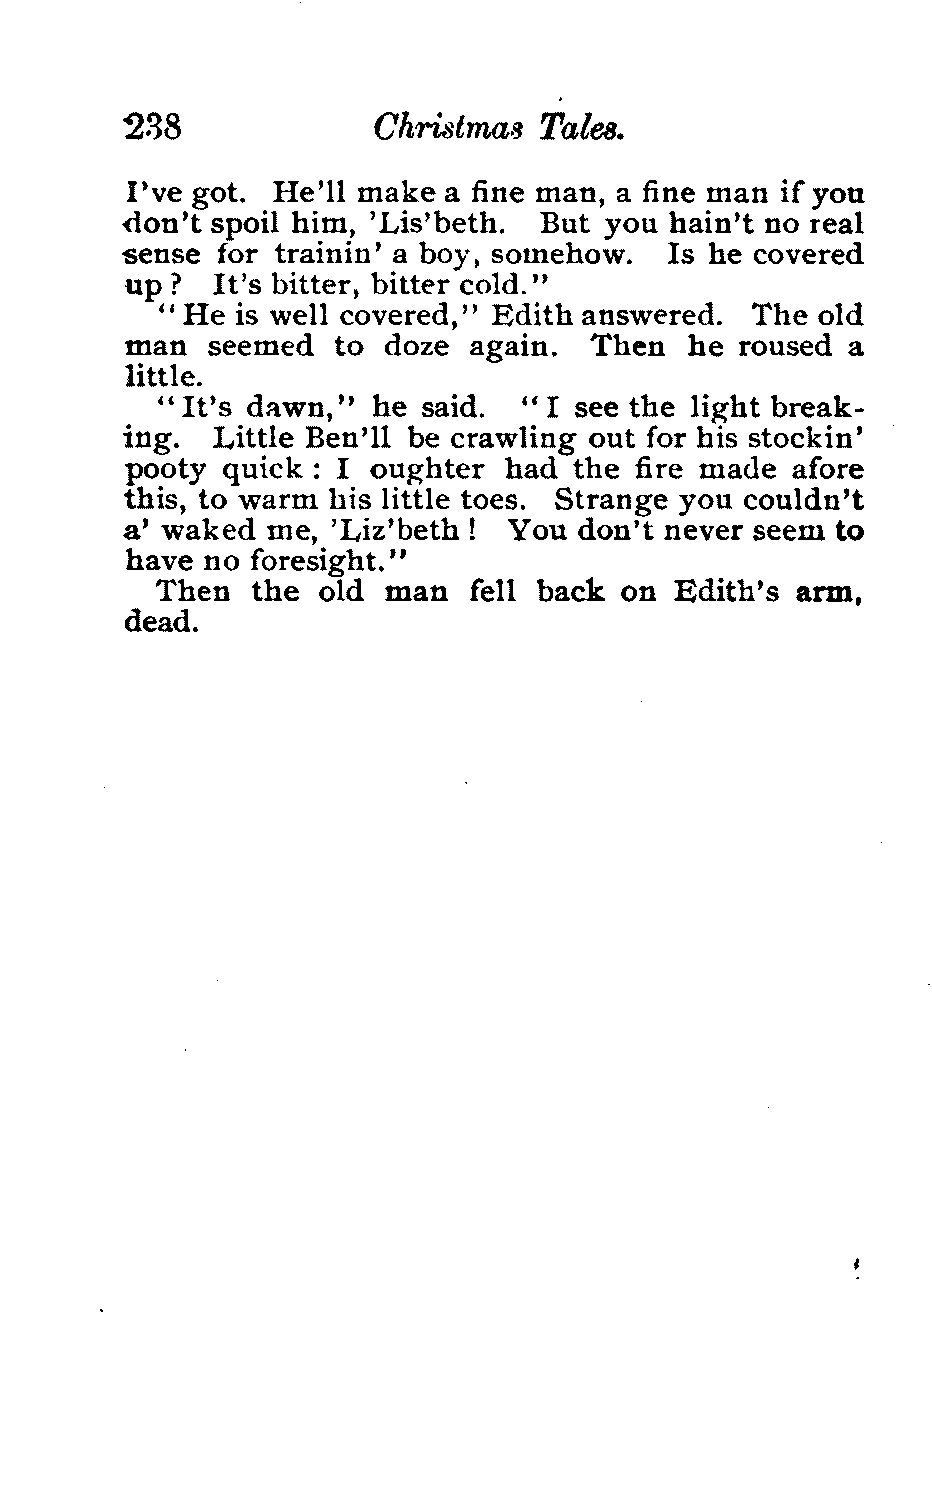 238 Christmas Tales.
I've got. He'll make a fine man, a fine man if you
don't spoil him, 'Lis'beth. But you hain't no real
sense for trainin' a boy, somehow. Is he covered
up? It's bitter, bitter cold."
"He is well covered," Edith answered. The old
man seemed to doze again. Then he roused a
little.
"It's dawn," he said. "I see the light break-
ing. Little Ben'll be crawling out for his stockin'
pooty quick: I oughter had the fire made afore
this, to warm his little toes. Strange you couldn't
a' waked me, 'Liz'beth! You don't never seem to
have no foresight."
Then the old man fell back on Edith's arm,
dead.